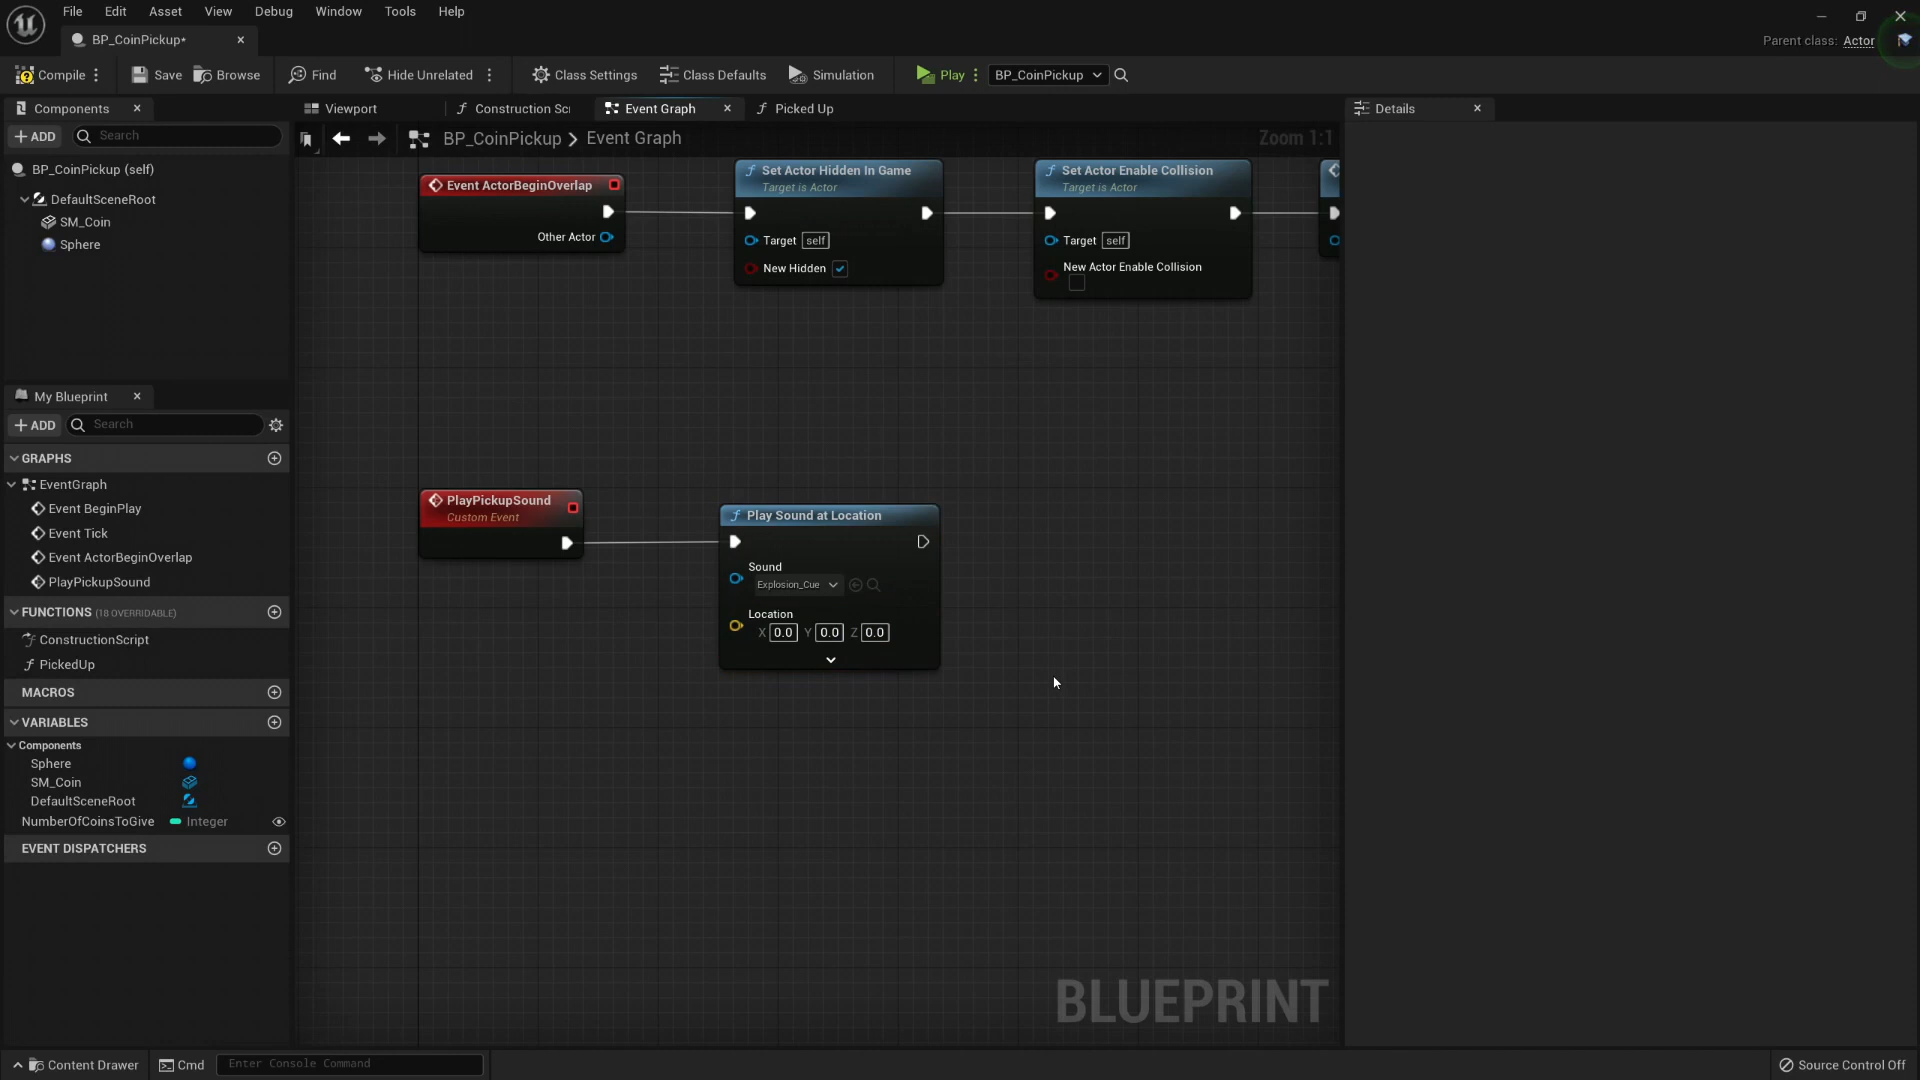 File Edit Asset View Debug Window Tools Help
BP_CoinPickup*
Parent class: Actor
Compile Save Browse Find Hide Unrelated Class Settings Class Defaults Simulation Play BP_CoinPickup
Components
ADD Search
BP_CoinPickup (self)
DefaultSceneRoot
SM_Coin
Sphere
My Blueprint
ADD Search
GRAPHS
EventGraph
Event BeginPlay
Event Tick
Event ActorBeginOverlap
PlayPickupSound
FUNCTIONS (18 OVERRIDABLE)
ConstructionScript
PickedUp
MACROS
VARIABLES
Components
Sphere
SM_Coin
DefaultSceneRoot
NumberOfCoinsToGive Integer
EVENT DISPATCHERS
Viewport Construction Sc Event Graph Picked Up
BP_CoinPickup > Event Graph Zoom 1:1
Event ActorBeginOverlap
Other Actor
Set Actor Hidden In Game
Target is Actor
Target self
New Hidden
Set Actor Enable Collision
Target is Actor
Target self
New Actor Enable Collision
PlayPickupSound
Custom Event
Play Sound at Location
Sound
Explosion_Cue
Location
X 0.0 Y 0.0 Z 0.0
BLUEPRINT
Details
Content Drawer Cmd Enter Console Command Source Control Off